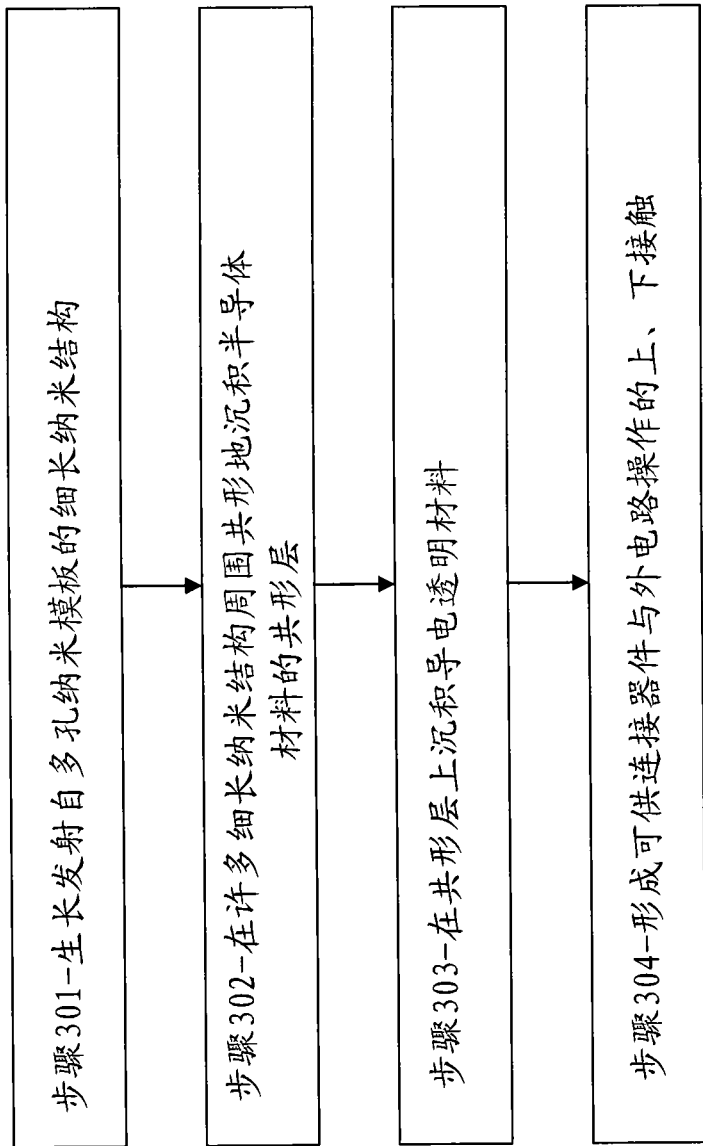 步骤301-生长发射自多孔纳米模板的细长纳米结构
步骤302-在许多细长纳米结构周围共形地沉积半导体
材料的共形层
步骤303-在共形层上沉积导电透明材料
步骤304-形成可供连接器件与外电路操作的上、下接触